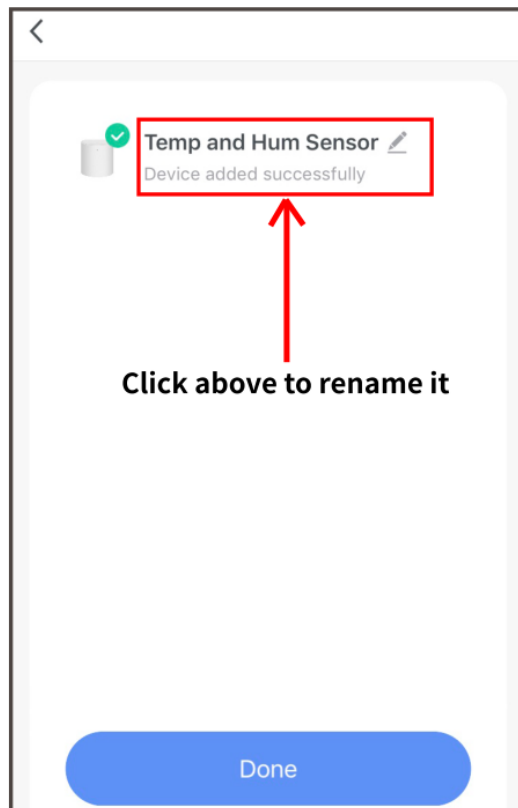 Temp and Hum Sensor
Device added successfully
Click above to rename it
Done